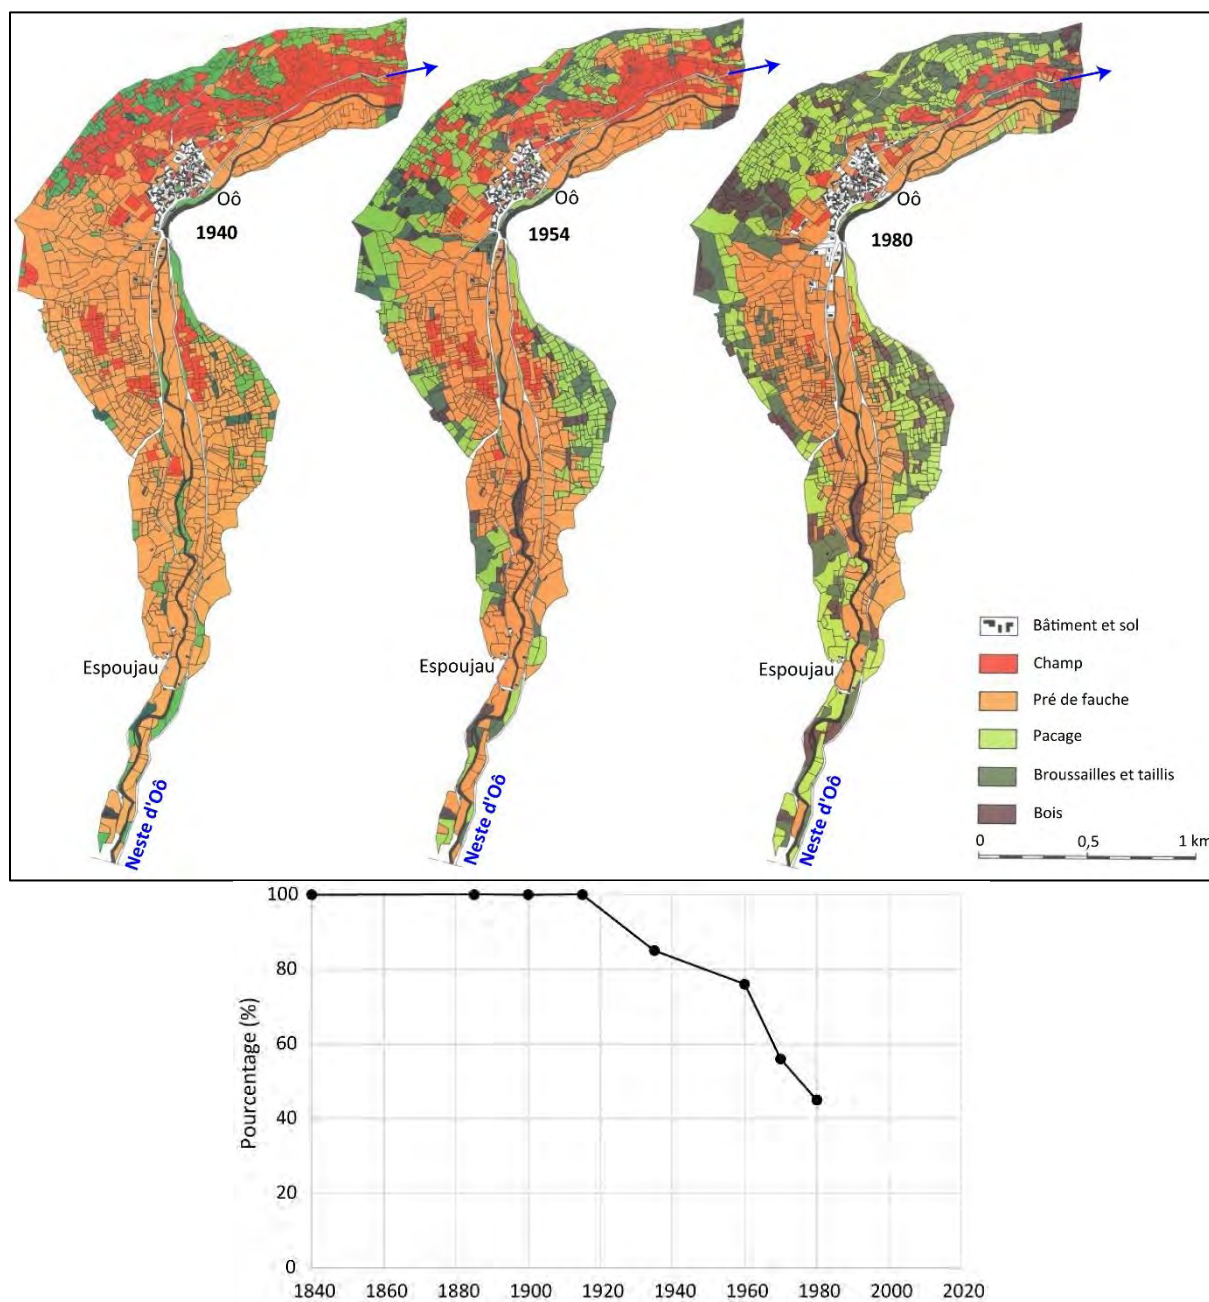 Oô
1940
Oô
1954
Oô
1980
Espoujau
Espoujau
Espoujau
Neste d'Oô
Neste d'Oô
Neste d'Oô
Bâtiment et sol
Champ
Pré de fauche
Pacage
Broussailles et taillis
Bois
0 0,5 1 km
Pourcentage (%)
100
80
60
40
20
0
1840 1860 1880 1900 1920 1940 1960 1980 2000 2020